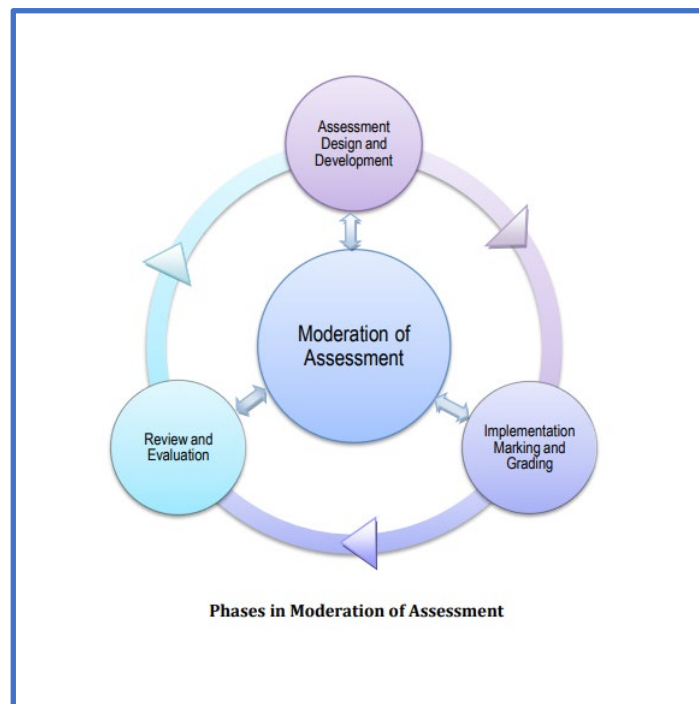 Assessment
Design and
Development
Moderation of
Assessment
Review and
Evaluation
Implementation
Marking and
Grading
Phases in Moderation of Assessment